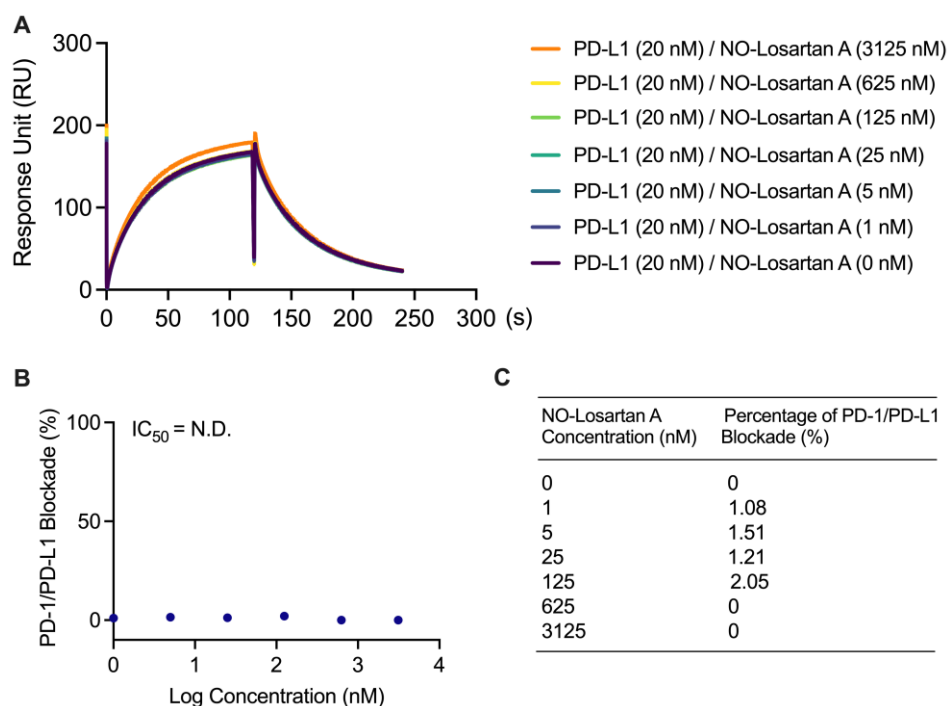 A
300
200
100
0
Response Unit (RU)
0 50 100 150 200 250 300 (s)
PD-L1 (20 nM) / NO-Losartan A (3125 nM)
PD-L1 (20 nM) / NO-Losartan A (625 nM)
PD-L1 (20 nM) / NO-Losartan A (125 nM)
PD-L1 (20 nM) / NO-Losartan A (25 nM)
PD-L1 (20 nM) / NO-Losartan A (5 nM)
PD-L1 (20 nM) / NO-Losartan A (1 nM)
PD-L1 (20 nM) / NO-Losartan A (0 nM)
B
100
50
0
PD-1/PD-L1 Blockade (%)
IC50 = N.D.
0 1 2 3 4
Log Concentration (nM)
C
NO-Losartan A Percentage of PD-1/PD-L1
Concentration (nM) Blockade (%)
0 0
1 1.08
5 1.51
25 1.21
125 2.05
625 0
3125 0